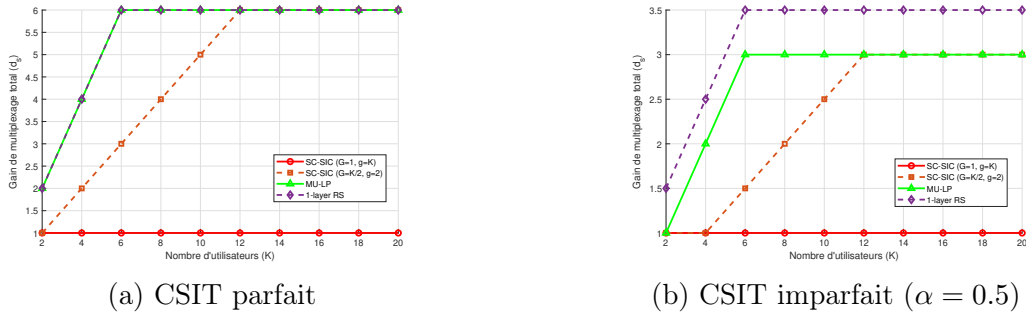 6
5.5
5
4.5
4
3.5
3
2.5
2
1.5
1
Gain de multiplexage total (d_s)
2 4 6 8 10 12 14 16 18 20
Nombre d'utilisateurs (K)
SC-SIC (G=1, g=K)
SC-SIC (G=K/2, g=2)
MU-LP
1-layer RS
(a) CSIT parfait
3.5
3
2.5
2
1.5
1
Gain de multiplexage total (d_s)
2 4 6 8 10 12 14 16 18 20
Nombre d'utilisateurs (K)
SC-SIC (G=1, g=K)
SC-SIC (G=K/2, g=2)
MU-LP
1-layer RS
(b) CSIT imparfait (α = 0.5)